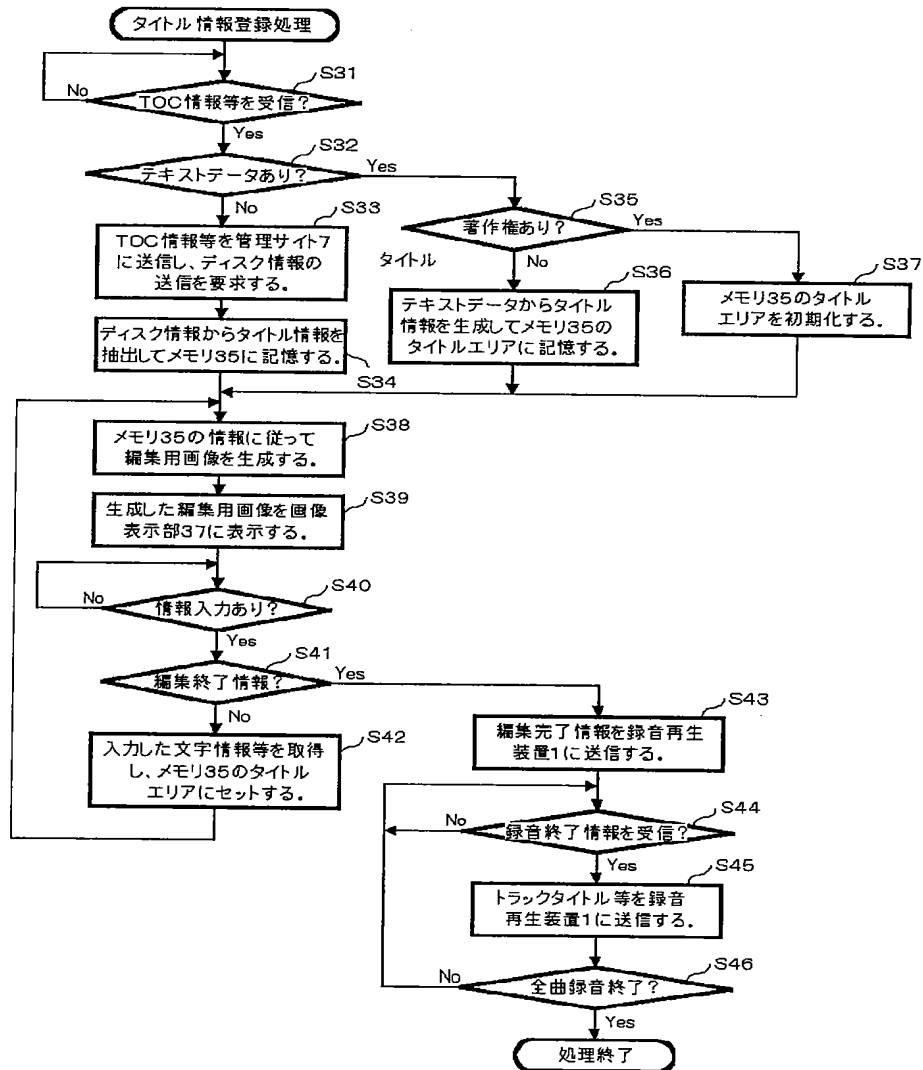 タイトル情報登録処理
S31
TOC情報等を受信?
No
Yes
S32
テキストデータあり?
Yes
No
S33
TOC情報等を管理サイト7
に送信し、ディスク情報の
送信を要求する。
S35
著作権あり?
Yes
No
タイトル
S36
テキストデータからタイトル
情報を生成してメモリ35の
タイトルエリアに記憶する。
S37
メモリ35のタイトル
エリアを初期化する。
ディスク情報からタイトル情報を
抽出してメモリ35に記憶する。
S34
S38
メモリ35の情報に従って
編集用画像を生成する。
S39
生成した編集用画像を画像
表示部37に表示する。
S40
No
情報入力あり?
Yes
S41
編集終了情報?
Yes
No
S42
入力した文字情報等を取得
し、メモリ35のタイトル
エリアにセットする。
S43
編集完了情報を録音再生
装置1に送信する。
S44
No
録音終了情報を受信?
Yes
S45
トラックタイトル等を録音
再生装置1に送信する。
S46
No
全曲録音終了?
Yes
処理終了